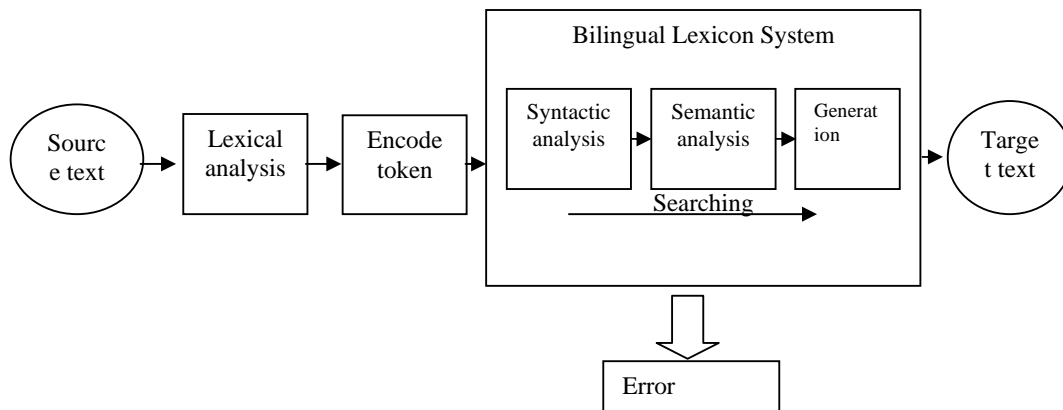 Bilingual Lexicon System
Sourc
e text
Lexical
analysis
Encode
token
Syntactic
analysis
Semantic
analysis
Generat
ion
Searching
Targe
t text
Error